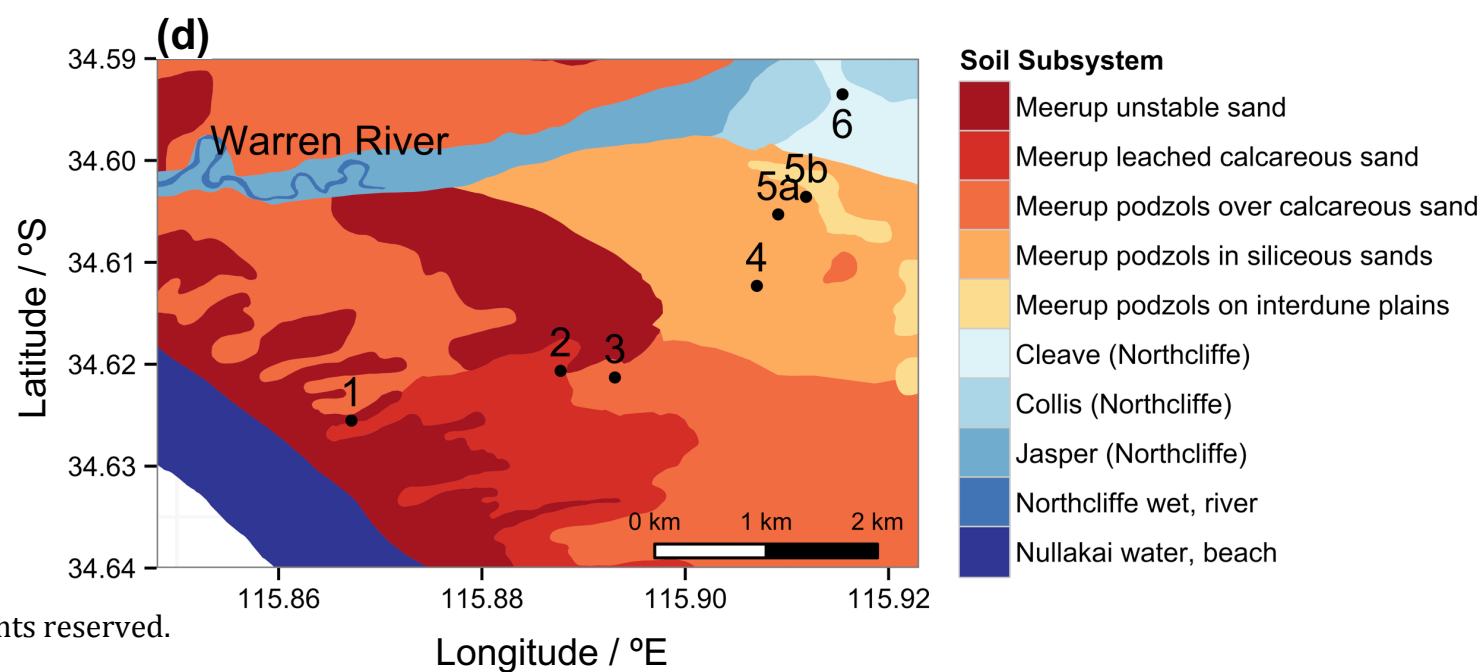 (d)
34.59
34.60
34.61
34.62
34.63
34.64
Latitude / ºS
Warren River
6
5b
5a
4
2
3
1
0 km 1 km 2 km
115.86 115.88 115.90 115.92
Longitude / ºE
nts reserved.
Soil Subsystem
Meerup unstable sand
Meerup leached calcareous sand
Meerup podzols over calcareous sand
Meerup podzols in siliceous sands
Meerup podzols on interdune plains
Cleave (Northcliffe)
Collis (Northcliffe)
Jasper (Northcliffe)
Northcliffe wet, river
Nullakai water, beach